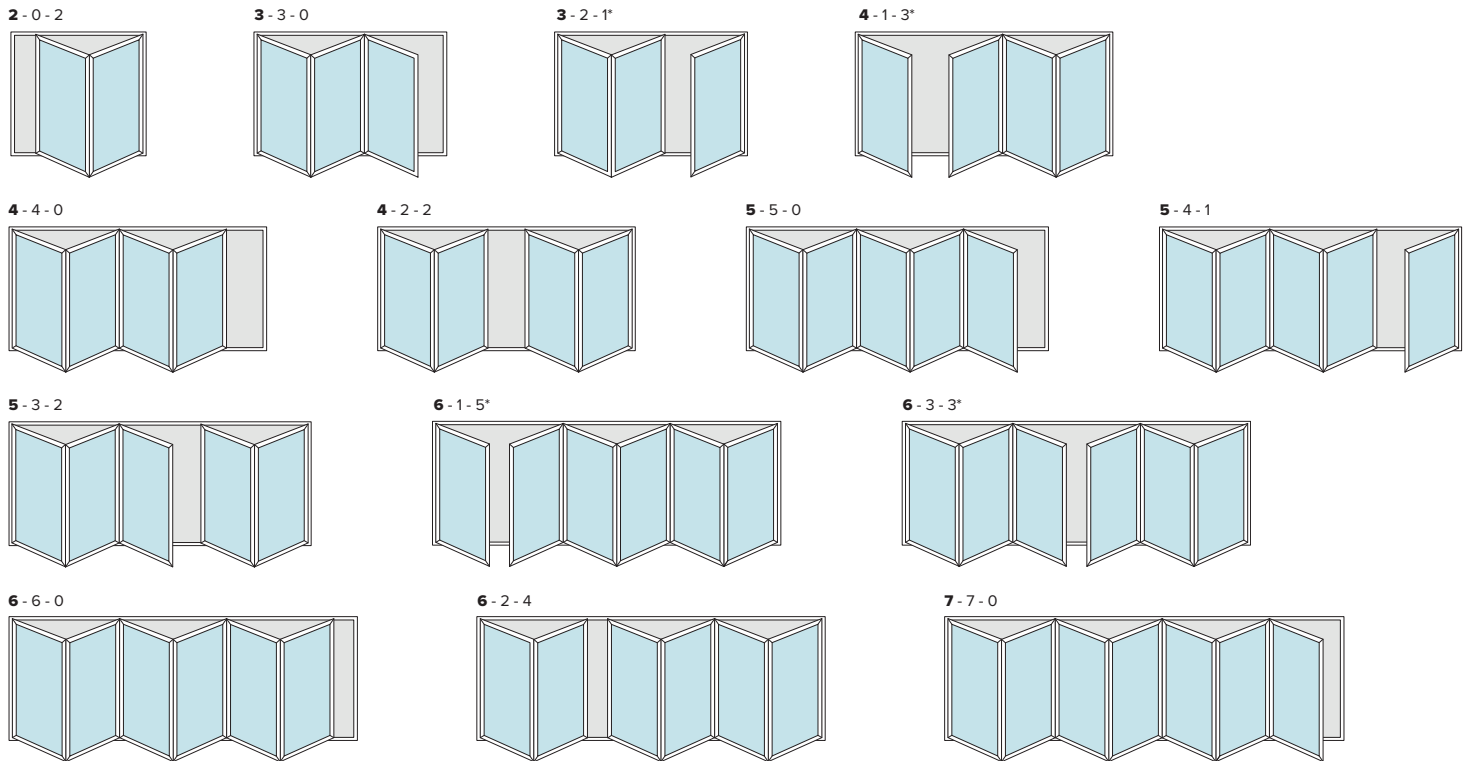 2 - 0 - 2
3 - 3 - 0
3 - 2 - 1*
4 - 1 - 3*
4 - 4 - 0
4 - 2 - 2
5 - 5 - 0
5 - 4 - 1
5 - 3 - 2
6 - 1 - 5*
6 - 3 - 3*
6 - 6 - 0
6 - 2 - 4
7 - 7 - 0